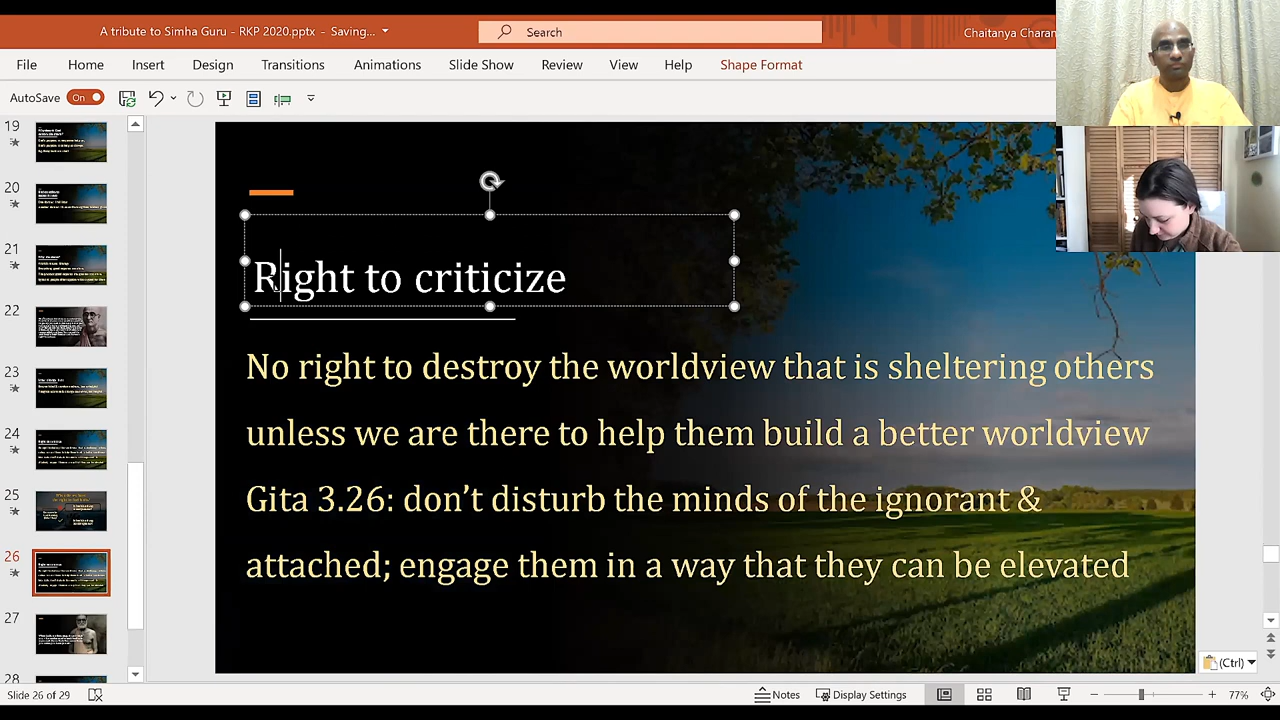 A tribute to Simha Guru - RKP 2020.pptx - Saving...
Search
Chaitanya Charan
File Home Insert Design Transitions Animations Slide Show Review View Help Shape Format
AutoSave On
19
20
21
22
23
24
25
26
27
28
Right to criticize
No right to destroy the worldview that is sheltering others
unless we are there to help them build a better worldview
Gita 3.26: don’t disturb the minds of the ignorant &
attached; engage them in a way that they can be elevated
(Ctrl)
Slide 26 of 29 Notes Display Settings 77%